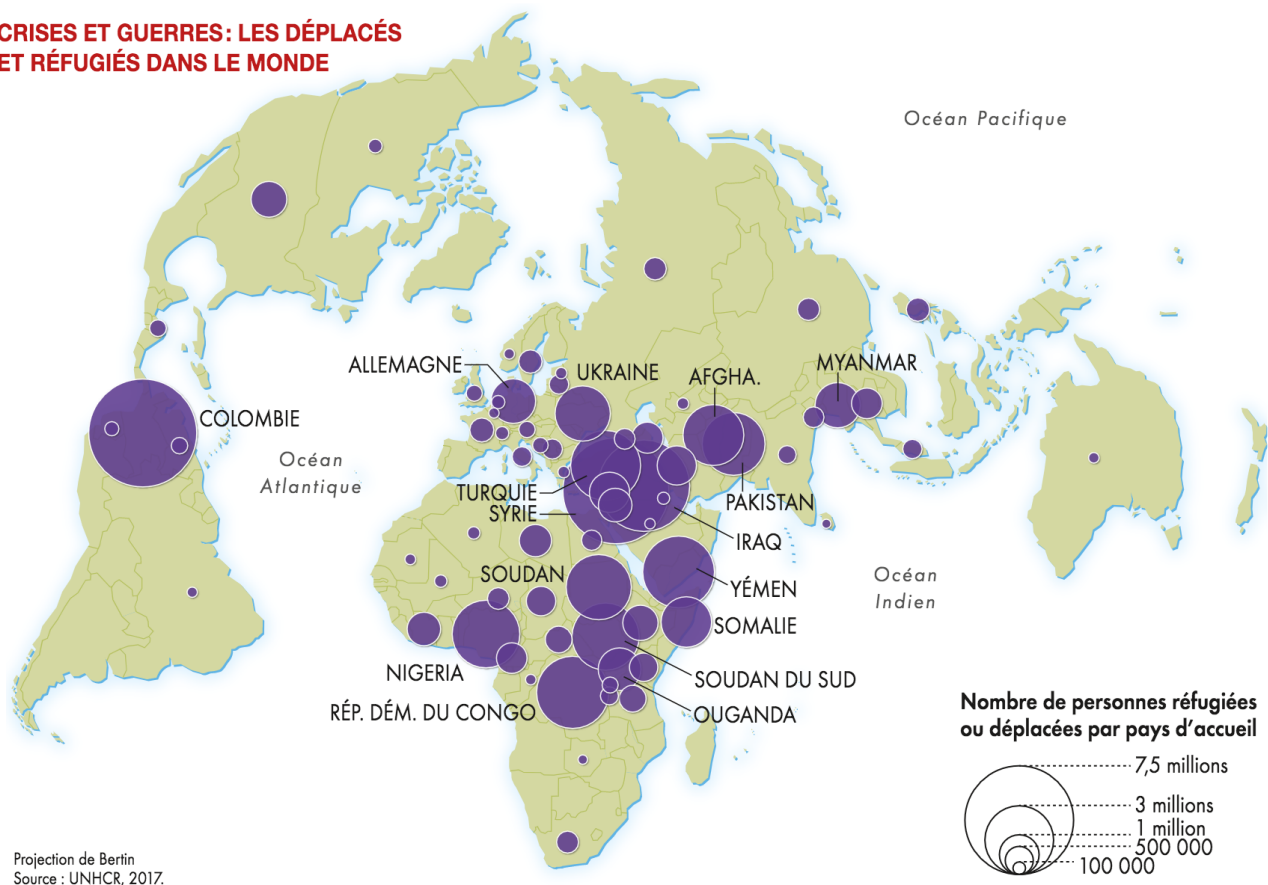 CRISES ET GUERRES : LES DÉPLACÉS
ET RÉFUGIÉS DANS LE MONDE
Océan Pacifique
ALLEMAGNE
UKRAINE
AFGHA.
MYANMAR
COLOMBIE
Océan
Atlantique
TURQUIE
SYRIE
PAKISTAN
IRAQ
SOUDAN
YÉMEN
Océan
Indien
SOMALIE
NIGERIA
SOUDAN DU SUD
RÉP. DÉM. DU CONGO
OUGANDA
Nombre de personnes réfugiées
ou déplacées par pays d'accueil
7,5 millions
3 millions
1 million
500 000
100 000
Projection de Bertin
Source : UNHCR, 2017.